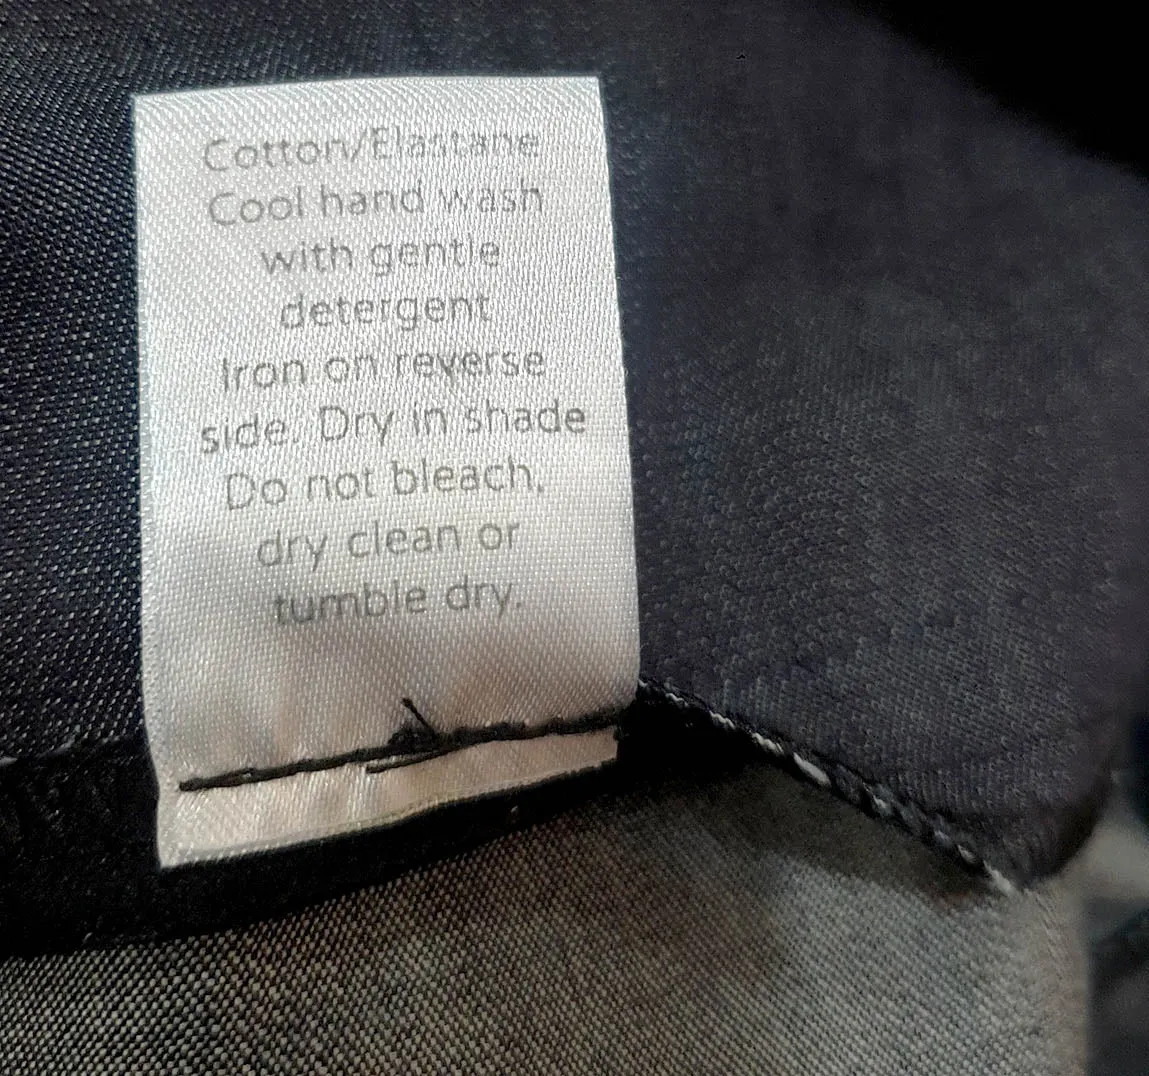 Cotton/Elastane
Cool hand wash
with gentle
detergent
Iron on reverse
side. Dry in shade
Do not bleach,
dry clean or
tumble dry.